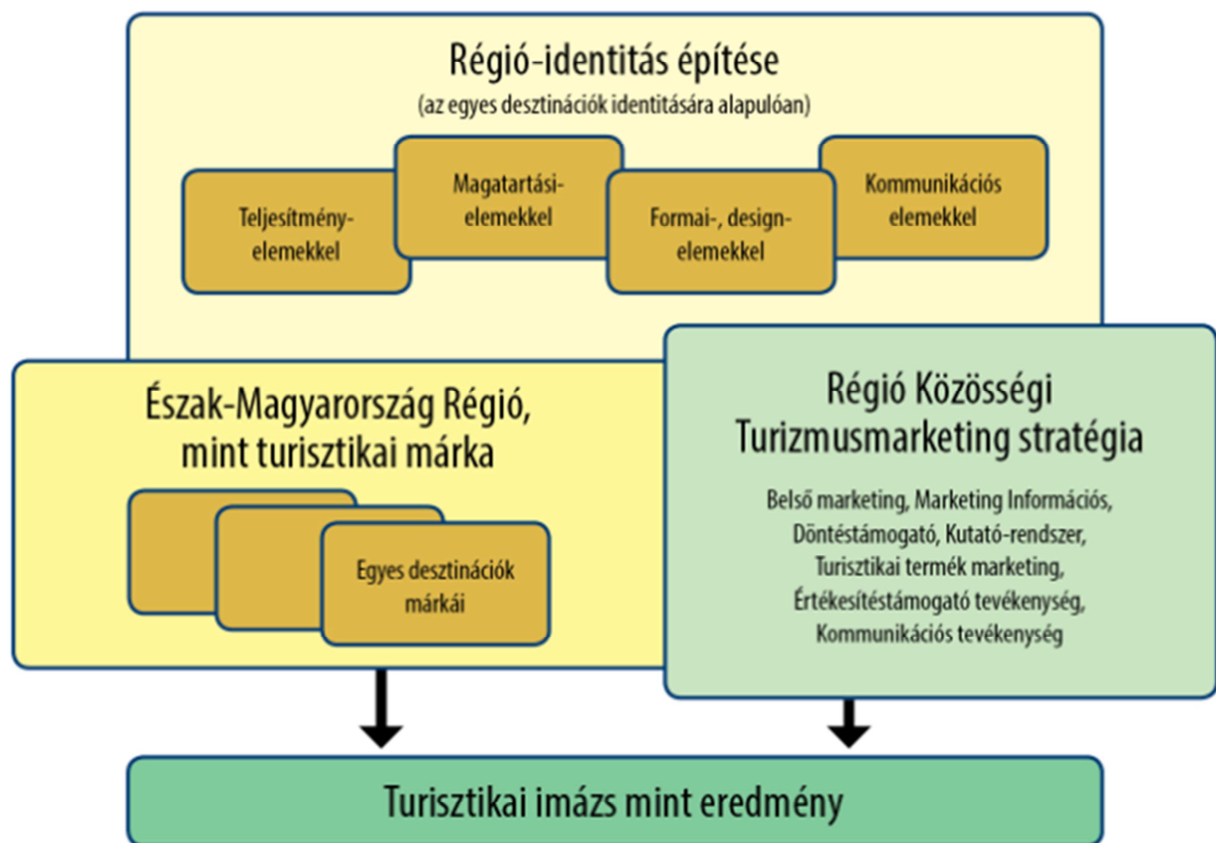 Régió-identitás építése
(az egyes desztinációk identitására alapulóan)
Teljesítmény-
elemekkel
Magatartási-
elemekkel
Formai-, design-
elemekkel
Kommunikációs
elemekkel
Észak-Magyarország Régió,
mint turisztikai márka
Egyes desztinációk
márkái
Régió Közösségi
Turizmusmarketing stratégia
Belső marketing, Marketing Információs,
Döntéstámogató, Kutató-rendszer,
Turisztikai termék marketing,
Értékesítéstámogató tevékenység,
Kommunikációs tevékenység
Turisztikai imázs mint eredmény